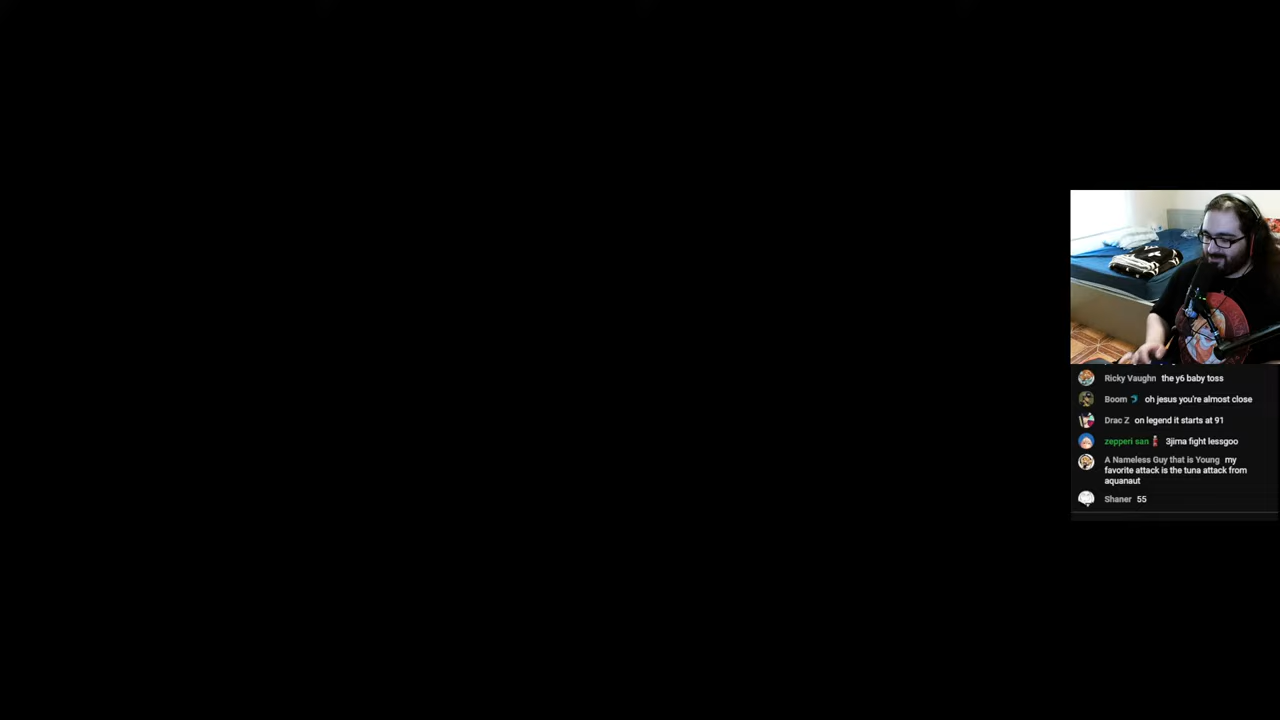 Ricky Vaughn the y6 baby toss
Boom oh jesus you're almost close
Drac Z on legend it starts at 91
zepperi san 3jima fight lessgoo
A Nameless Guy that is Young my
favorite attack is the tuna attack from
aquanaut
Shaner 55